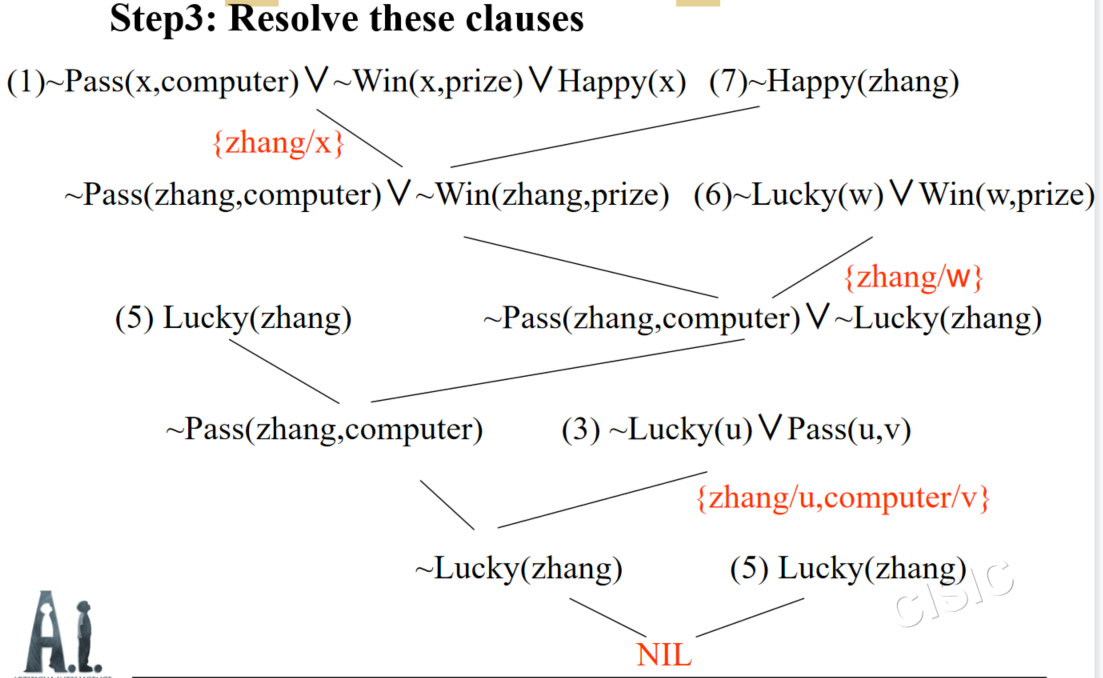 Step3: Resolve these clauses
(1)~Pass(x,computer)∨~Win(x,prize)∨Happy(x) (7)~Happy(zhang)
{zhang/x}
~Pass(zhang,computer)∨~Win(zhang,prize) (6)~Lucky(w)∨Win(w,prize)
{zhang/w}
(5) Lucky(zhang) ~Pass(zhang,computer)∨~Lucky(zhang)
~Pass(zhang,computer) (3) ~Lucky(u)∨Pass(u,v)
{zhang/u,computer/v}
~Lucky(zhang) (5) Lucky(zhang)
CISIC
NIL
A.I.